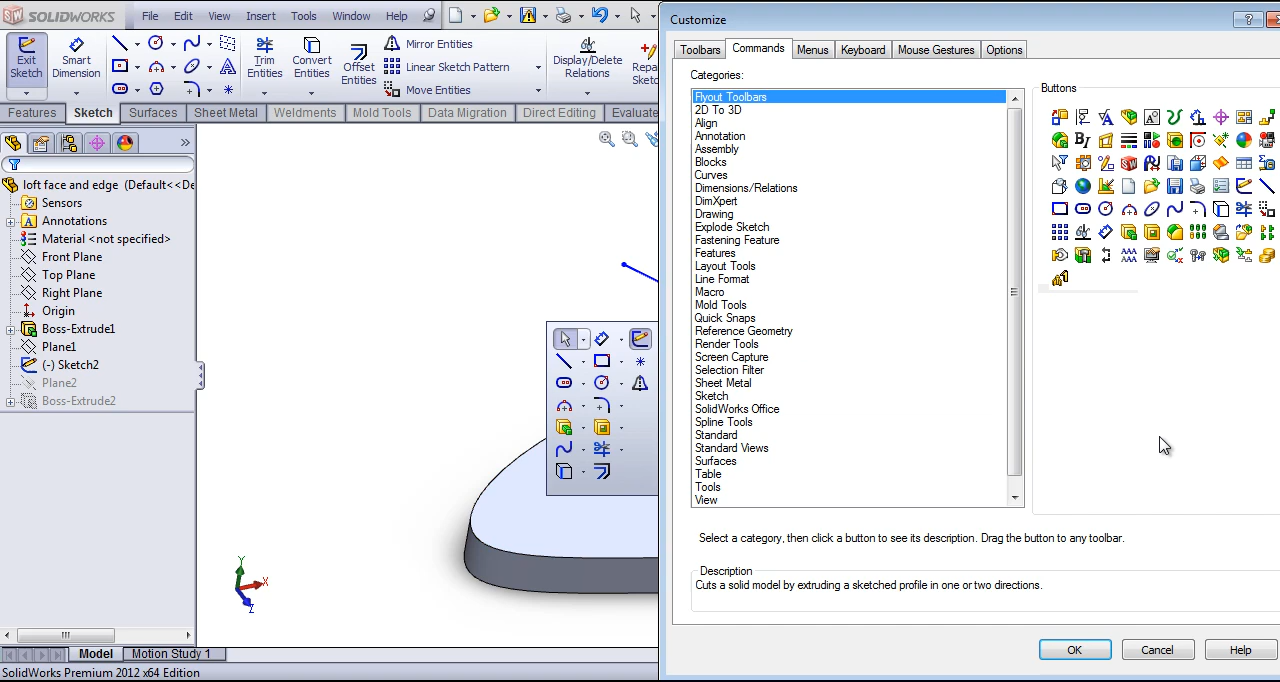 SOLIDWORKS File Edit View Insert Tools Window Help
Exit Sketch
Smart Dimension
Trim Entities
Convert Entities
Offset Entities
Mirror Entities
Linear Sketch Pattern
Move Entities
Display/Delete Relations
Features Sketch Surfaces Sheet Metal Weldments Mold Tools Data Migration Direct Editing Evaluate
loft face and edge (Default<<De
Sensors
Annotations
Material <not specified>
Front Plane
Top Plane
Right Plane
Origin
Boss-Extrude1
Plane1
(-) Sketch2
Plane2
Boss-Extrude2
Y
X
Z
Model Motion Study 1
SolidWorks Premium 2012 x64 Edition
Customize
Toolbars Commands Menus Keyboard Mouse Gestures Options
Categories:
Flyout Toolbars
2D To 3D
Align
Annotation
Assembly
Blocks
Curves
Dimensions/Relations
DimXpert
Drawing
Explode Sketch
Fastening Feature
Features
Layout Tools
Line Format
Macro
Mold Tools
Quick Snaps
Reference Geometry
Render Tools
Screen Capture
Selection Filter
Sheet Metal
Sketch
SolidWorks Office
Spline Tools
Standard
Standard Views
Surfaces
Table
Tools
View
Buttons
Select a category, then click a button to see its description. Drag the button to any toolbar.
Description
Cuts a solid model by extruding a sketched profile in one or two directions.
OK Cancel Help